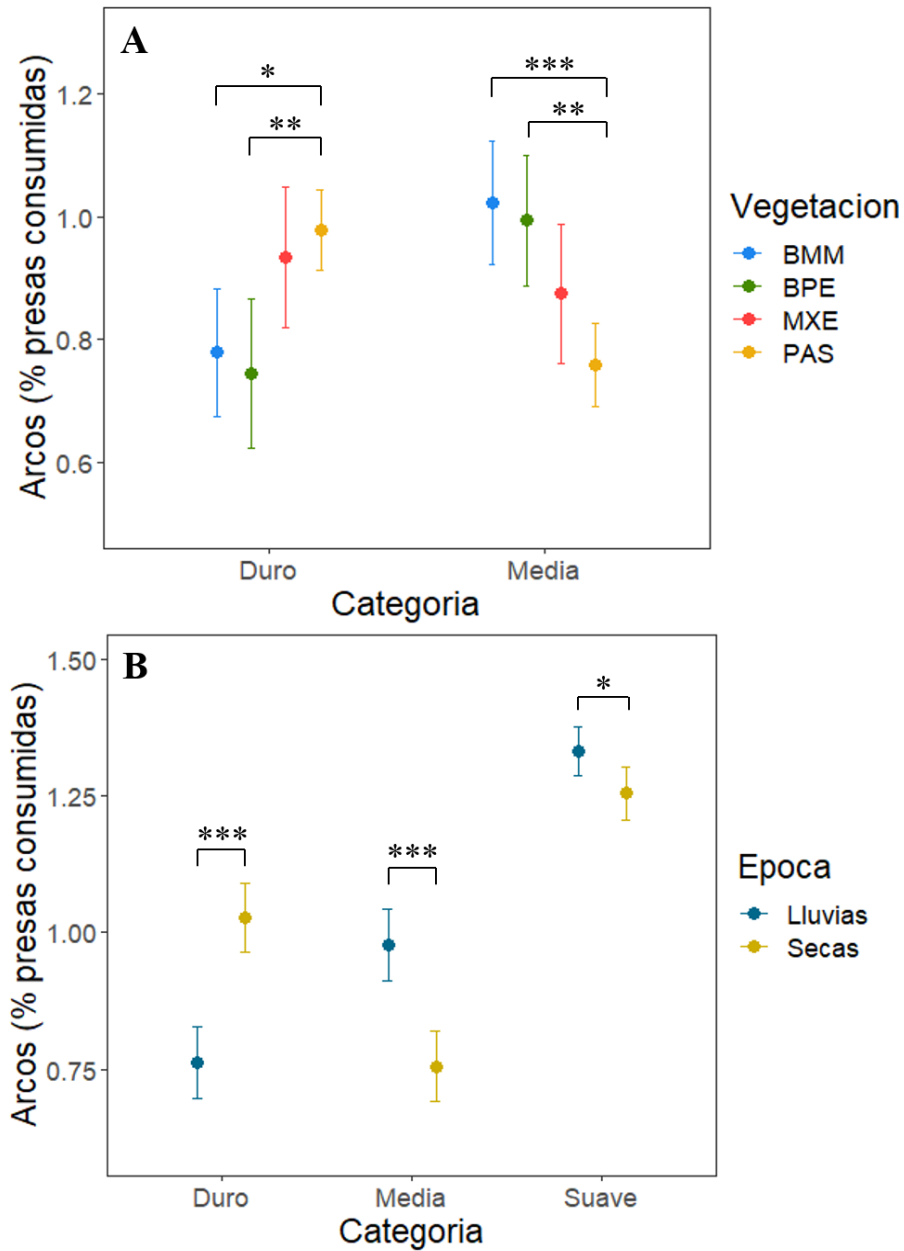 A
Arcos (% presas consumidas)
1.2
1.0
0.8
0.6
*
**
***
**
Duro
Media
Categoria
Vegetacion
BMM
BPE
MXE
PAS
B
Arcos (% presas consumidas)
1.50
1.25
1.00
0.75
***
***
*
Duro
Media
Suave
Categoria
Epoca
Lluvias
Secas